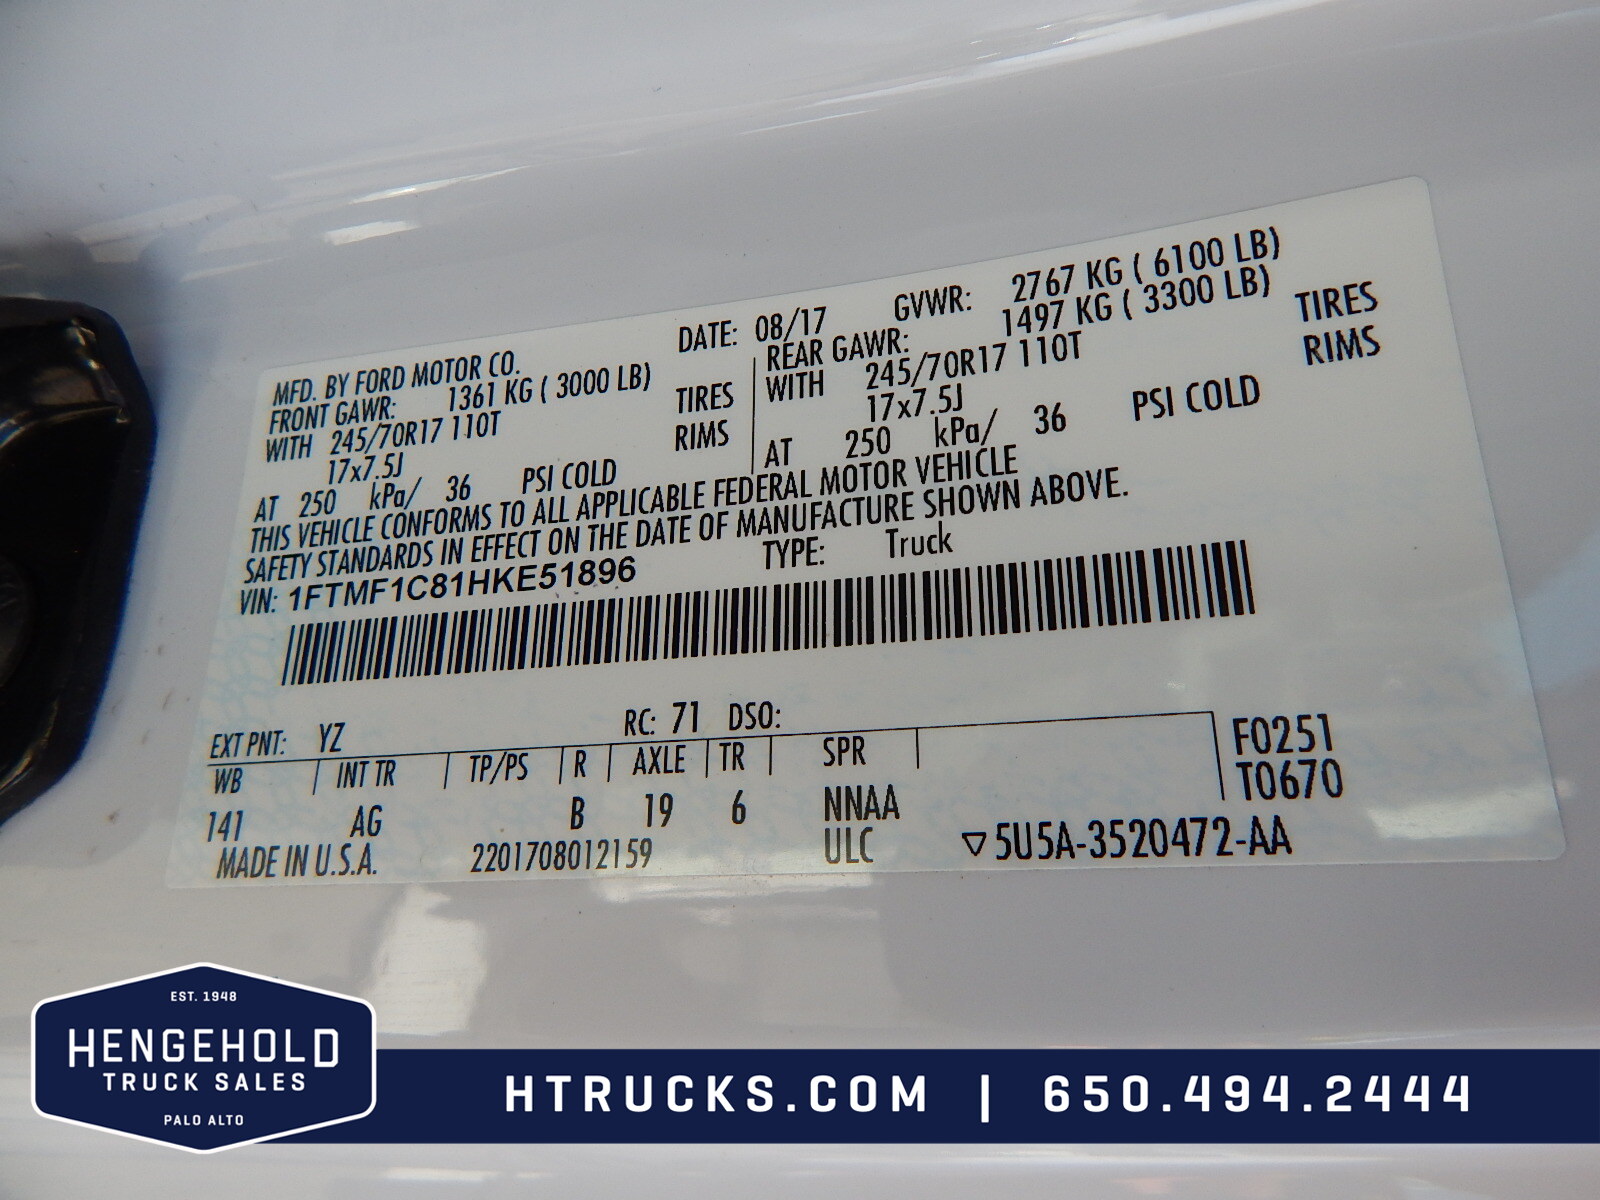 DATE: 08/17 GVWR: 2767 KG ( 6100 LB)
MFD. BY FORD MOTOR CO.
FRONT GAWR: 1361 KG ( 3000 LB)
WITH 245/70R17 110T TIRES
17x7.5J RIMS
AT 250 kPa/ 36 PSI COLD
REAR GAWR: 1497 KG ( 3300 LB)
WITH 245/70R17 110T TIRES
17x7.5J RIMS
AT 250 kPa/ 36 PSI COLD
THIS VEHICLE CONFORMS TO ALL APPLICABLE FEDERAL MOTOR VEHICLE
SAFETY STANDARDS IN EFFECT ON THE DATE OF MANUFACTURE SHOWN ABOVE.
VIN: 1FTMF1C81HKE51896 TYPE: Truck
EXT PNT: YZ RC: 71 DSO:
WB INT TR TP/PS R AXLE TR SPR F0251
T0670
141 AG B 19 6 NNAA
MADE IN U.S.A. 2201708012159 ULC ▽5U5A-3520472-AA
EST. 1948
HENGEHOLD
TRUCK SALES
PALO ALTO
HTRUCKS.COM | 650.494.2444